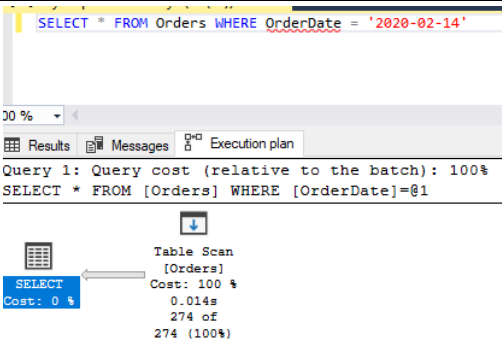 SELECT * FROM Orders WHERE OrderDate = '2020-02-14'
00 %
Results Messages Execution plan
Query 1: Query cost (relative to the batch): 100%
SELECT * FROM [Orders] WHERE [OrderDate]=@1
Table Scan
[Orders]
Cost: 100 %
0.014s
274 of
274 (100%)
SELECT
Cost: 0 %